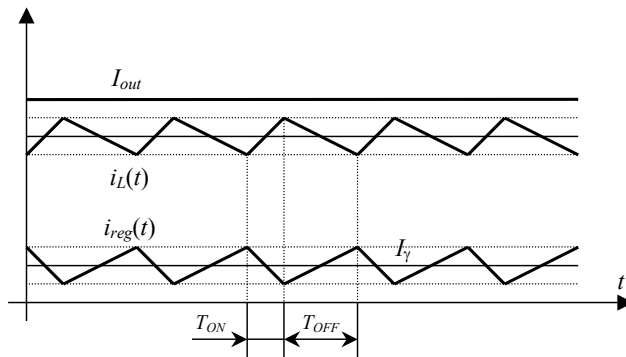 I_out
i_L(t)
i_reg(t)
I_γ
t
T_ON
T_OFF